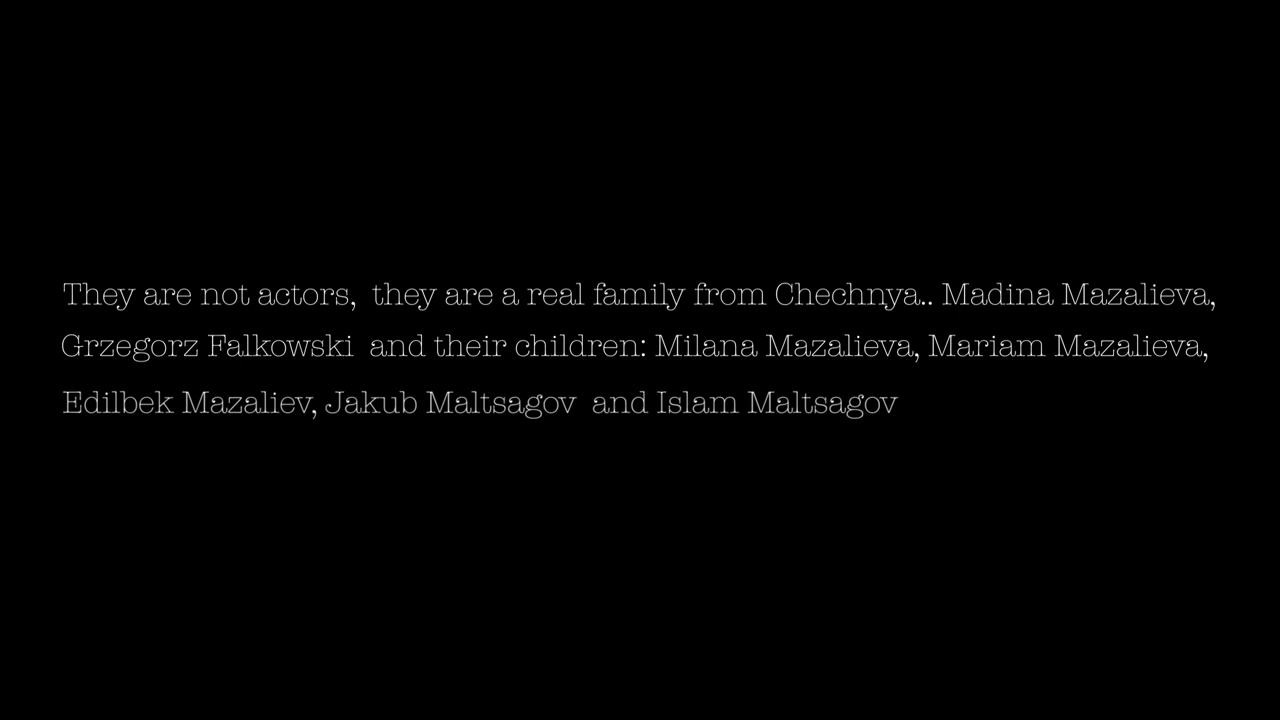 They are not actors,  they are a real family from Chechnya.. Madina Mazalieva,
Grzegorz Falkowski  and their children: Milana Mazalieva, Mariam Mazalieva,
Edilbek Mazaliev, Jakub Maltsagov  and Islam Maltsagov